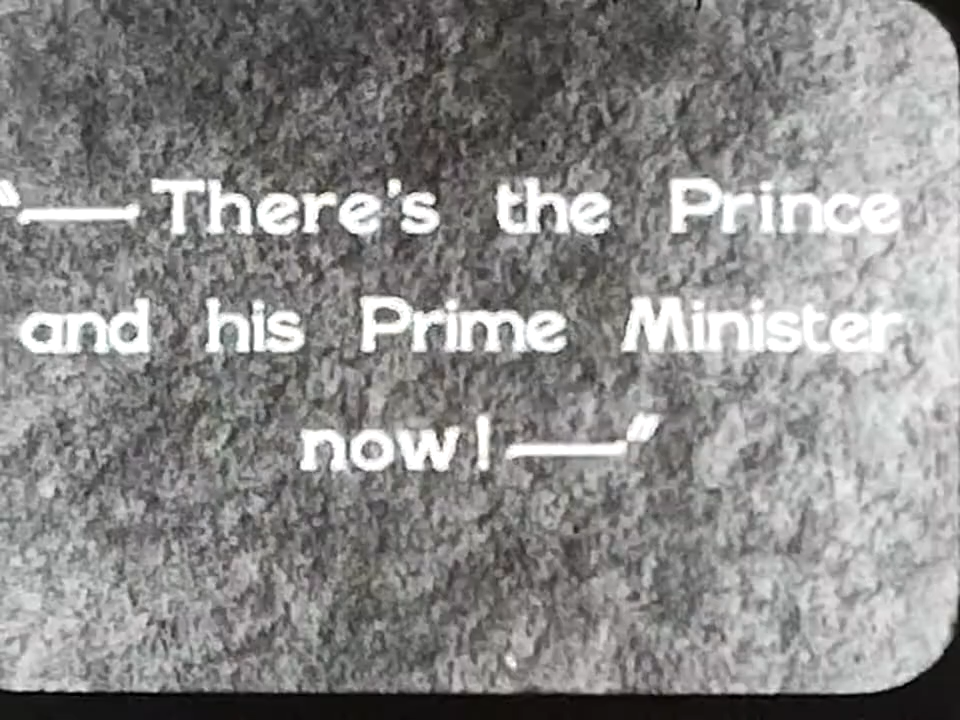 "— There's the Prince
and his Prime Minister
now! —"